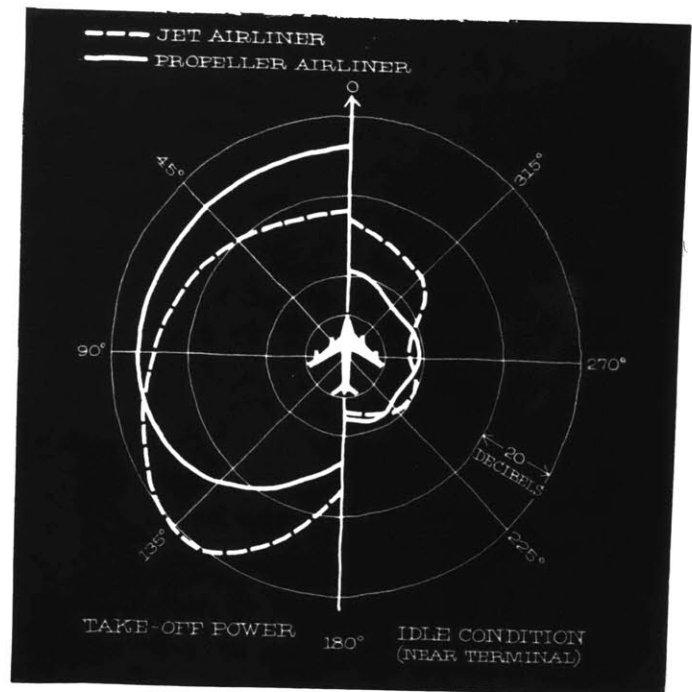 JET AIRLINER
PROPELLER AIRLINER
0
45°
315°
90°
270°
20
DECIBELS
135°
225°
TAKE-OFF POWER
180°
IDLE CONDITION
(NEAR TERMINAL)